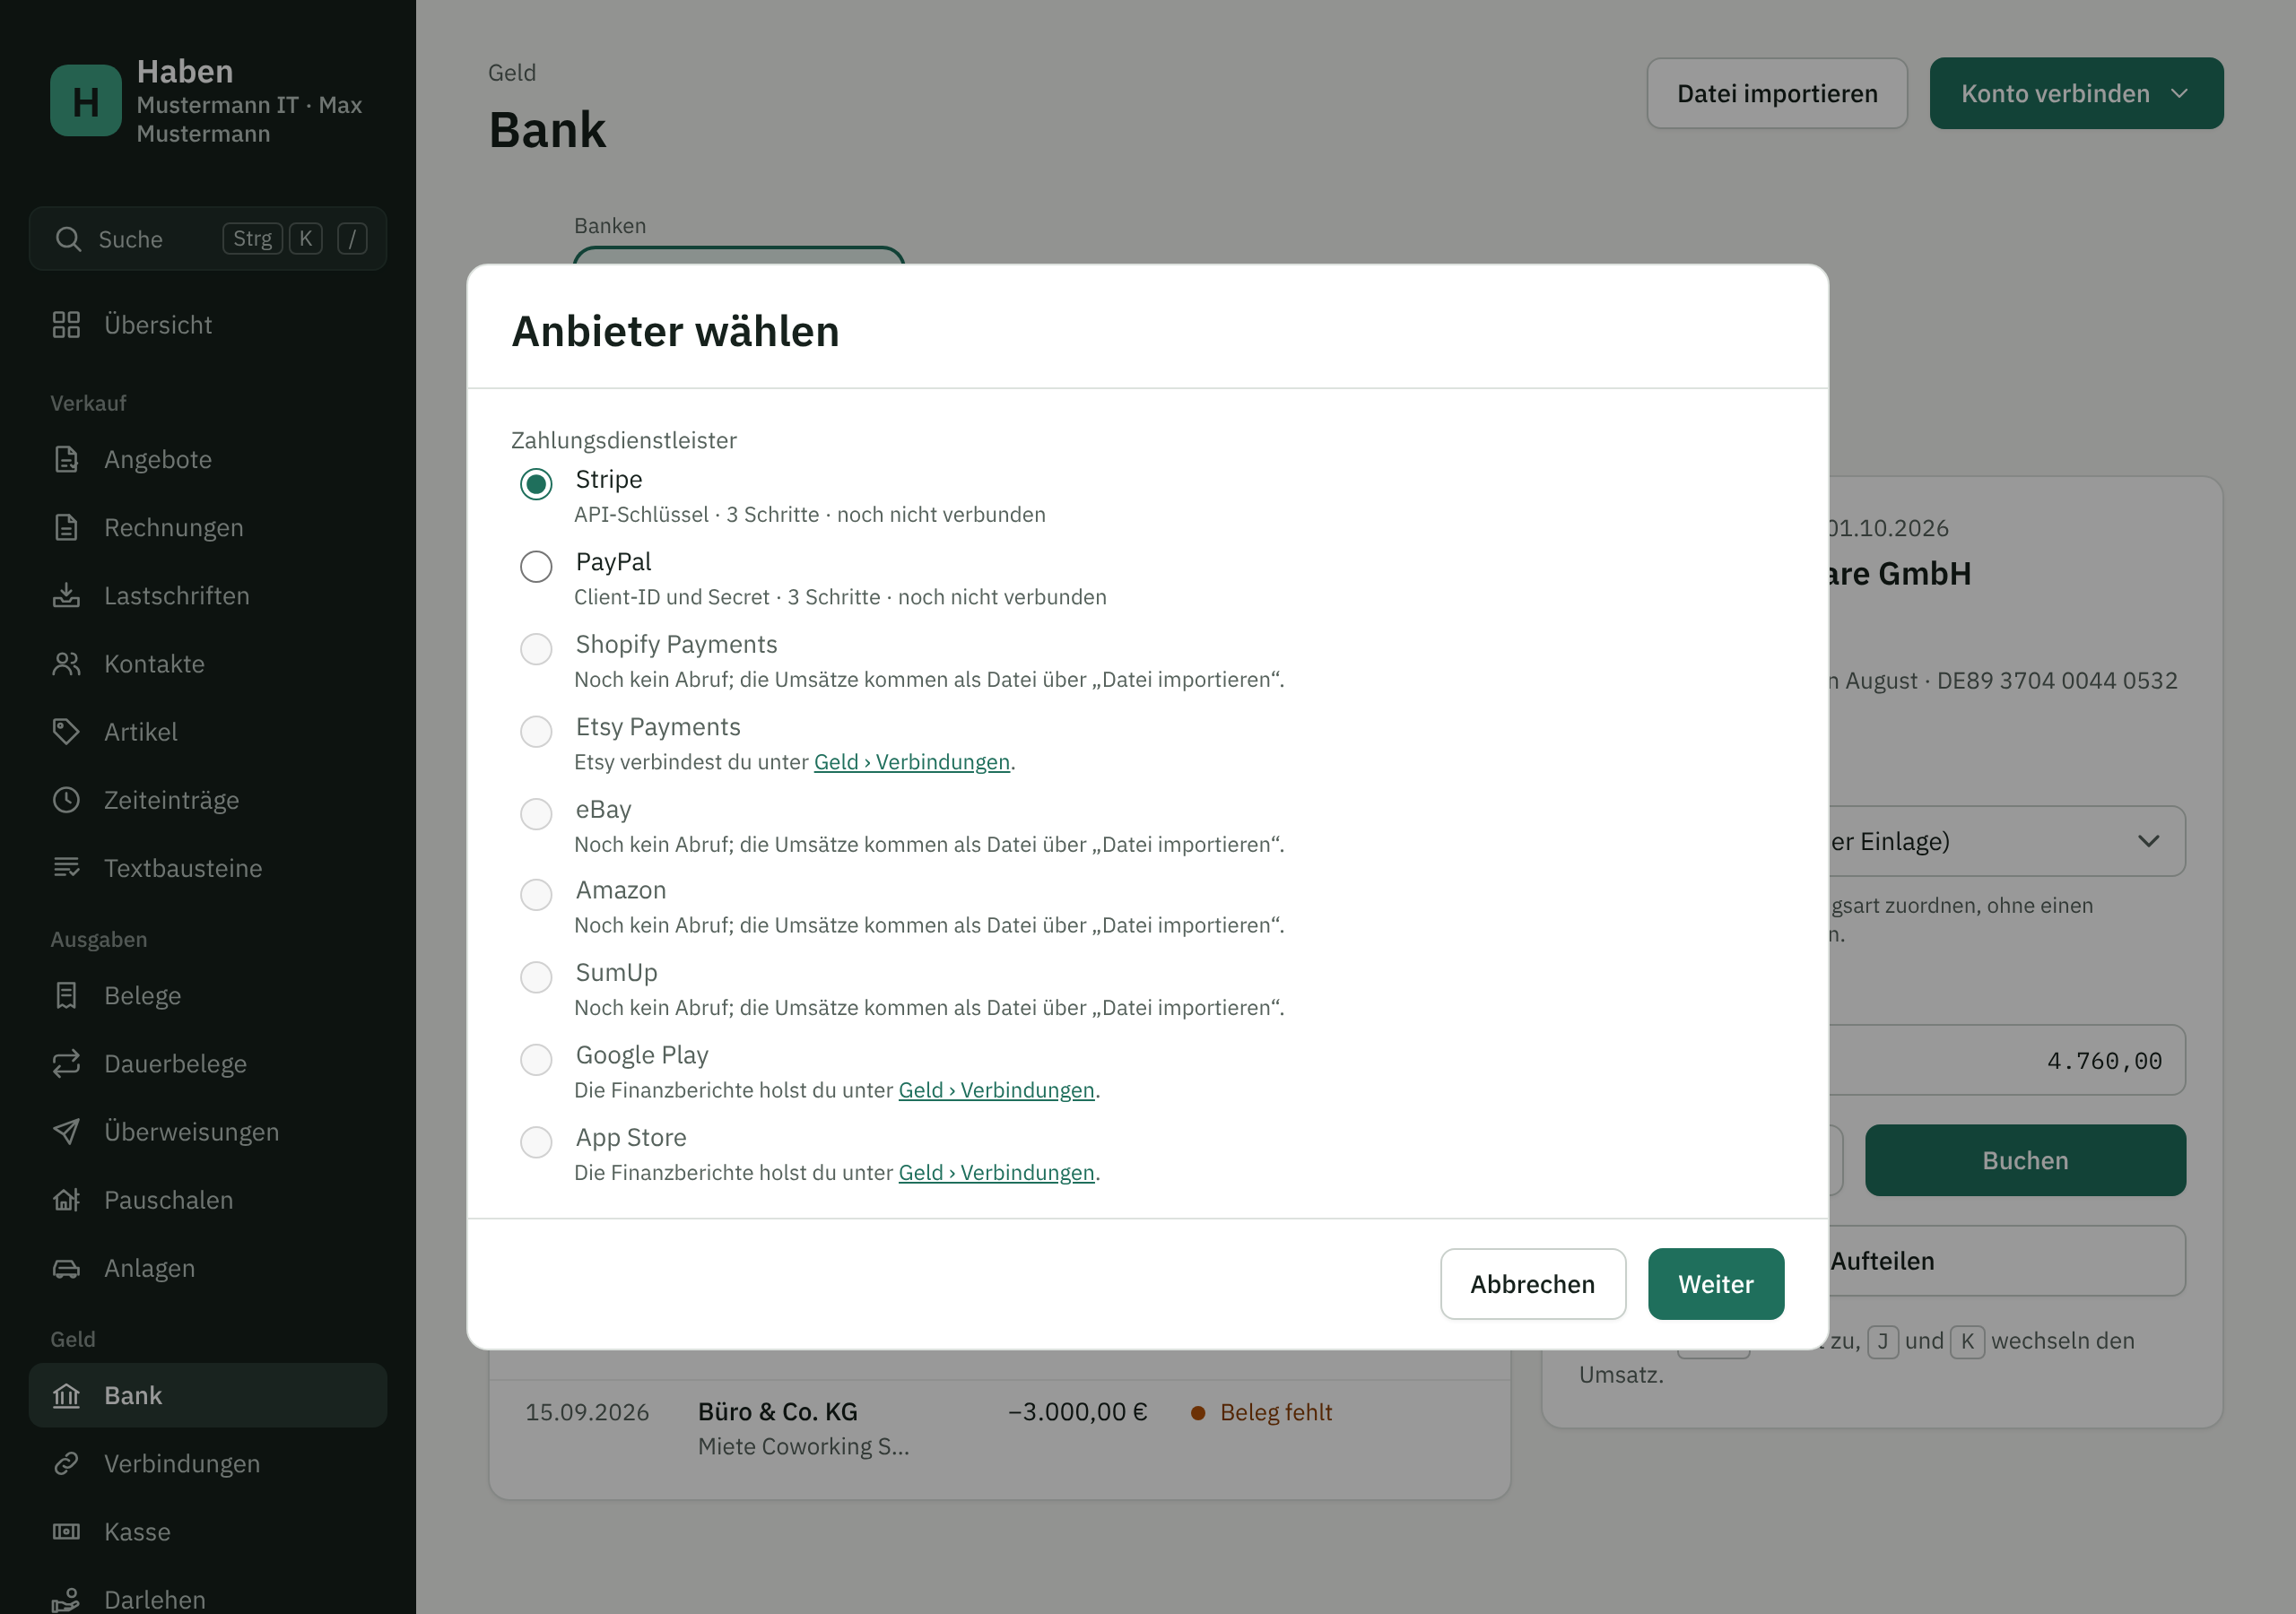 H
Haben
Mustermann IT · Max
Mustermann
Suche Strg K /
Übersicht
Verkauf
Angebote
Rechnungen
Lastschriften
Kontakte
Artikel
Zeiteinträge
Textbausteine
Ausgaben
Belege
Dauerbelege
Überweisungen
Pauschalen
Anlagen
Geld
Bank
Verbindungen
Kasse
Darlehen
Geld
Bank
Datei importieren
Konto verbinden
Banken
Anbieter wählen
Zahlungsdienstleister
Stripe
API-Schlüssel · 3 Schritte · noch nicht verbunden
PayPal
Client-ID und Secret · 3 Schritte · noch nicht verbunden
Shopify Payments
Noch kein Abruf; die Umsätze kommen als Datei über „Datei importieren“.
Etsy Payments
Etsy verbindest du unter Geld › Verbindungen.
eBay
Noch kein Abruf; die Umsätze kommen als Datei über „Datei importieren“.
Amazon
Noch kein Abruf; die Umsätze kommen als Datei über „Datei importieren“.
SumUp
Noch kein Abruf; die Umsätze kommen als Datei über „Datei importieren“.
Google Play
Die Finanzberichte holst du unter Geld › Verbindungen.
App Store
Die Finanzberichte holst du unter Geld › Verbindungen.
Abbrechen
Weiter
01.10.2026
are GmbH
n August · DE89 3704 0044 0532
er Einlage)
gsart zuordnen, ohne einen
n.
4.760,00
Buchen
Aufteilen
zu, J und K wechseln den
Umsatz.
15.09.2026 Büro & Co. KG −3.000,00 € Beleg fehlt
Miete Coworking S...